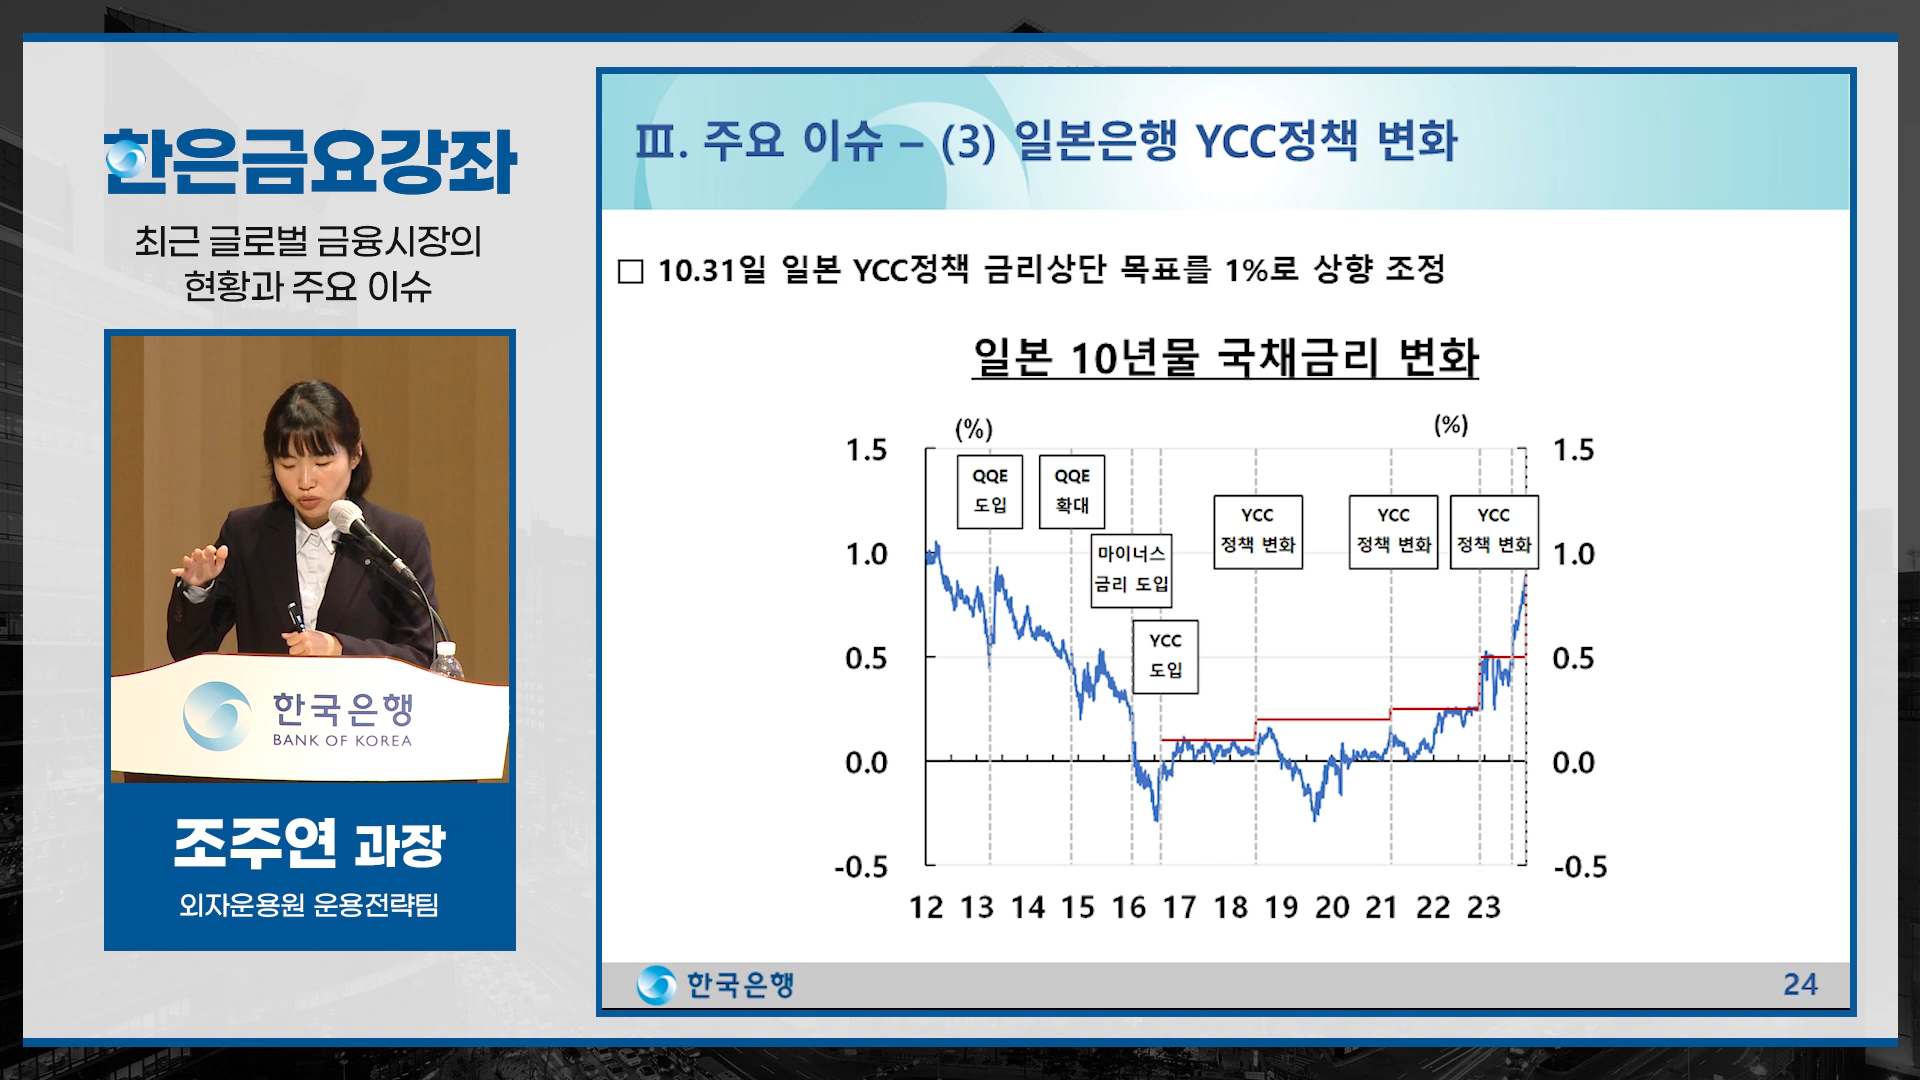 한은금요강좌
최근 글로벌 금융시장의
현황과 주요 이슈
한국은행
BANK OF KOREA
조주연 과장
외자운용원 운용전략팀
Ⅲ. 주요 이슈 – (3) 일본은행 YCC정책 변화
□ 10.31일 일본 YCC정책 금리상단 목표를 1%로 상향 조정
일본 10년물 국채금리 변화
(%) (%)
1.5 1.5
QQE
도입
QQE
확대
YCC
정책 변화
YCC
정책 변화
YCC
정책 변화
1.0 1.0
마이너스
금리 도입
YCC
도입
0.5 0.5
0.0 0.0
-0.5 -0.5
12 13 14 15 16 17 18 19 20 21 22 23
한국은행
24